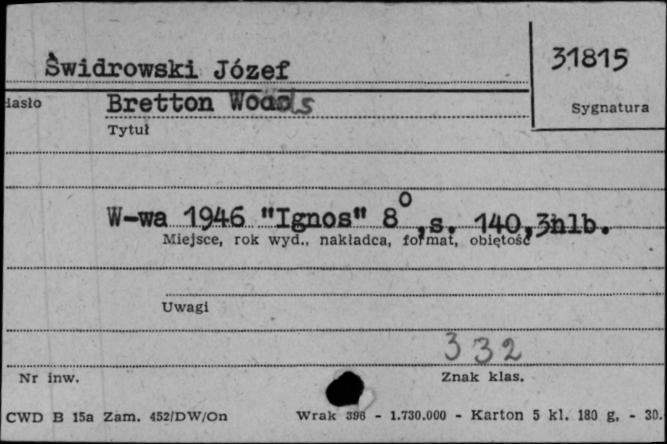 Świdrowski Józef
31815
iasło
Bretton Woods
Sygnatura
Tytuł
W-wa 1946 "Ignos" 8°,s. 140,3nlb.
Miejsce, rok wyd., nakładca, format, objętość
Uwagi
332
Nr inw.
Znak klas.
CWD B 15a Zam. 452/DW/On
Wrak 396 - 1.730.000 - Karton 5 kl. 180 g. - 30.